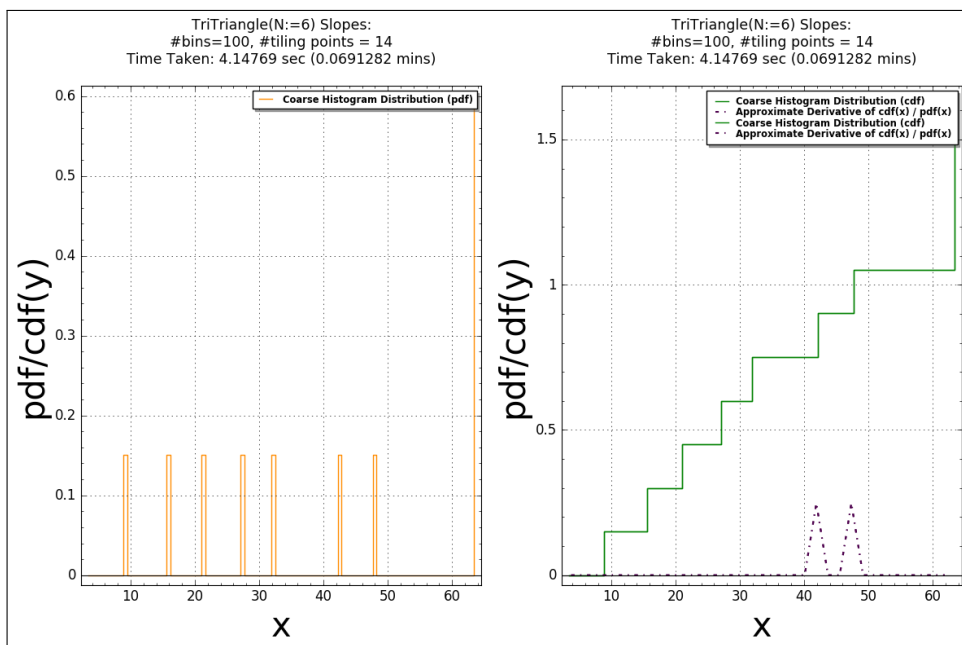 TriTriangle(N:=6) Slopes:
#bins=100, #tiling points = 14
Time Taken: 4.14769 sec (0.0691282 mins)
Coarse Histogram Distribution (pdf)
0.6
0.5
0.4
0.3
0.2
0.1
0
pdf/cdf(y)
10 20 30 40 50 60
x
TriTriangle(N:=6) Slopes:
#bins=100, #tiling points = 14
Time Taken: 4.14769 sec (0.0691282 mins)
Coarse Histogram Distribution (cdf)
Approximate Derivative of cdf(x) / pdf(x)
Coarse Histogram Distribution (cdf)
Approximate Derivative of cdf(x) / pdf(x)
1.5
1
0.5
0
pdf/cdf(y)
10 20 30 40 50 60
x